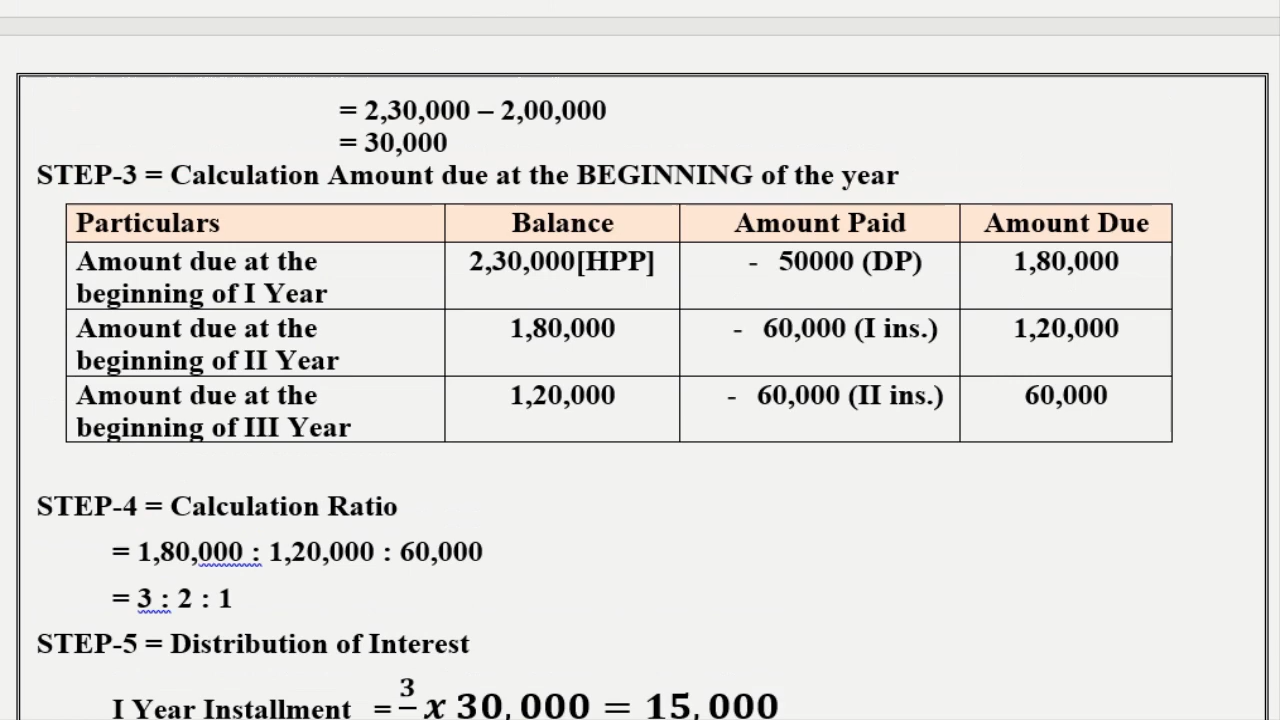 = 2,30,000 – 2,00,000
= 30,000
STEP-3 = Calculation Amount due at the BEGINNING of the year
Particulars Balance Amount Paid Amount Due
Amount due at the beginning of I Year 2,30,000[HPP] - 50000 (DP) 1,80,000
Amount due at the beginning of II Year 1,80,000 - 60,000 (I ins.) 1,20,000
Amount due at the beginning of III Year 1,20,000 - 60,000 (II ins.) 60,000
STEP-4 = Calculation Ratio
= 1,80,000 : 1,20,000 : 60,000
= 3 : 2 : 1
STEP-5 = Distribution of Interest
I Year Installment = 3 x 30,000 = 15,000